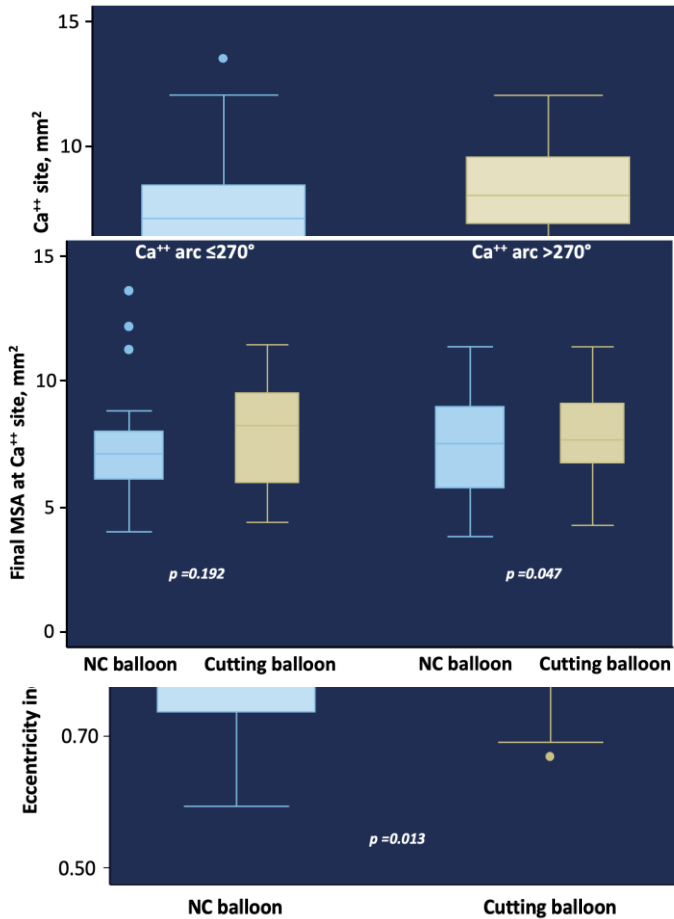 15
10
Ca⁺⁺ site, mm²
Ca⁺⁺ arc ≤270°
Ca⁺⁺ arc >270°
15
10
5
0
Final MSA at Ca⁺⁺ site, mm²
p =0.192
p =0.047
NC balloon
Cutting balloon
NC balloon
Cutting balloon
Eccentricity in
0.70
0.50
p =0.013
NC balloon
Cutting balloon